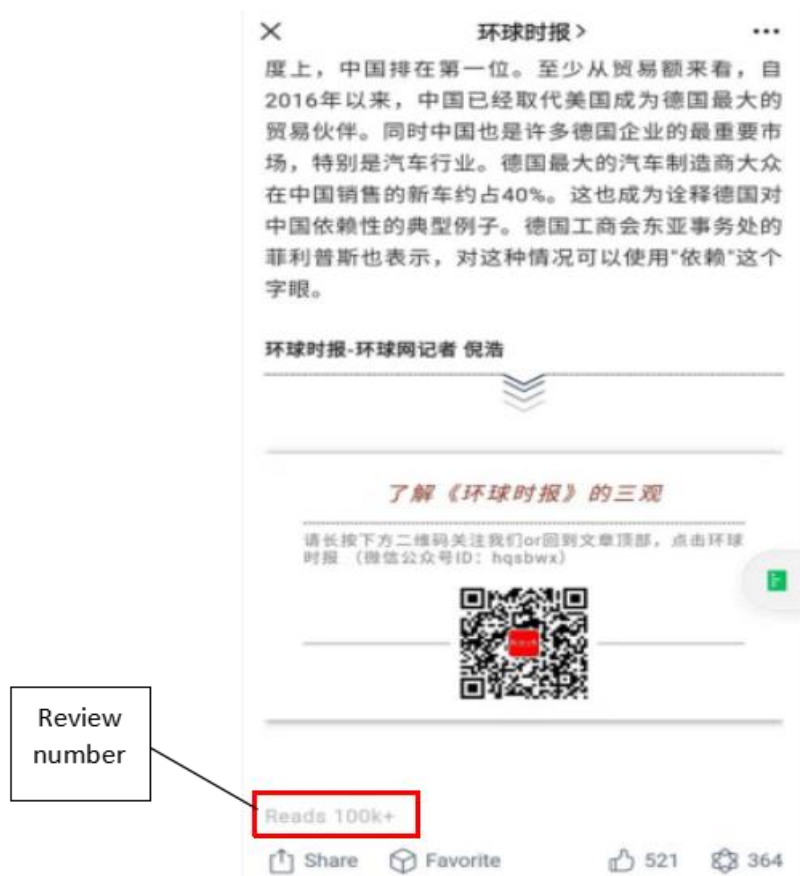 环球时报>
度上，中国排在第一位。至少从贸易额来看，自
2016年以来，中国已经取代美国成为德国最大的
贸易伙伴。同时中国也是许多德国企业的最重要市
场，特别是汽车行业。德国最大的汽车制造商大众
在中国销售的新车约占40%。这也成为诠释德国对
中国依赖性的典型例子。德国工商会东亚事务处的
菲利普斯也表示，对这种情况可以使用"依赖"这个
字眼。
环球时报-环球网记者 倪浩
了解《环球时报》的三观
请长按下方二维码关注我们or回到文章顶部，点击环球
时报 （微信公众号ID：hqsbwx）
Review
number
Reads 100k+
Share Favorite 521 364